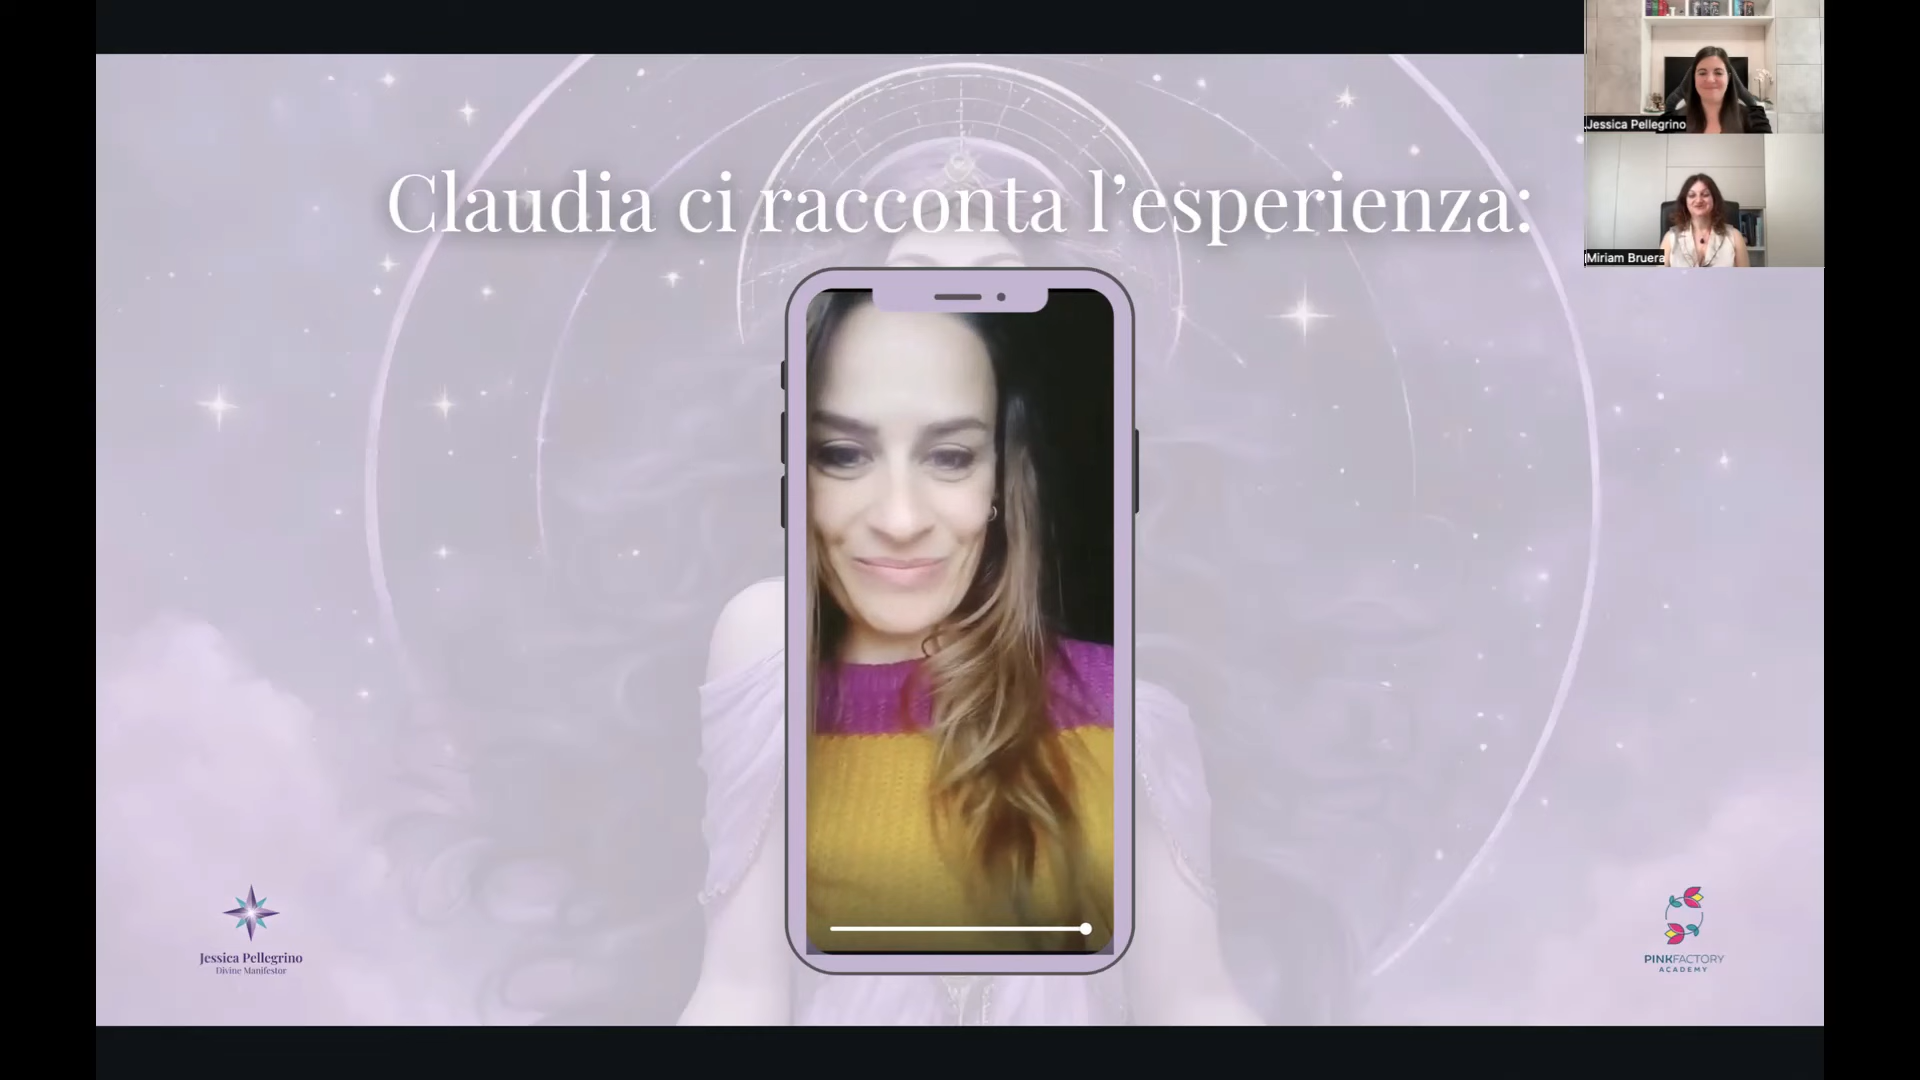 Claudia ci racconta l’esperienza:
Jessica Pellegrino
Miriam Bruera
Jessica Pellegrino
Divine Manifestor
PINKFACTORY
ACADEMY